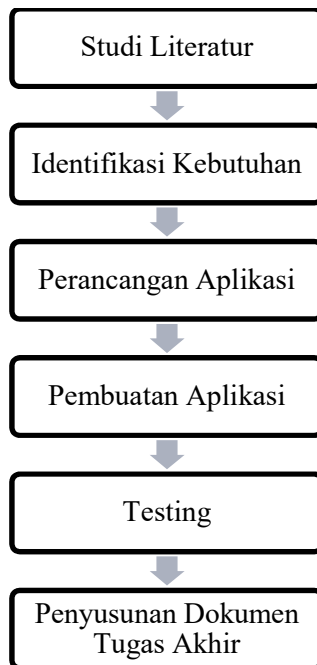 Studi Literatur
Identifikasi Kebutuhan
Perancangan Aplikasi
Pembuatan Aplikasi
Testing
Penyusunan Dokumen
Tugas Akhir